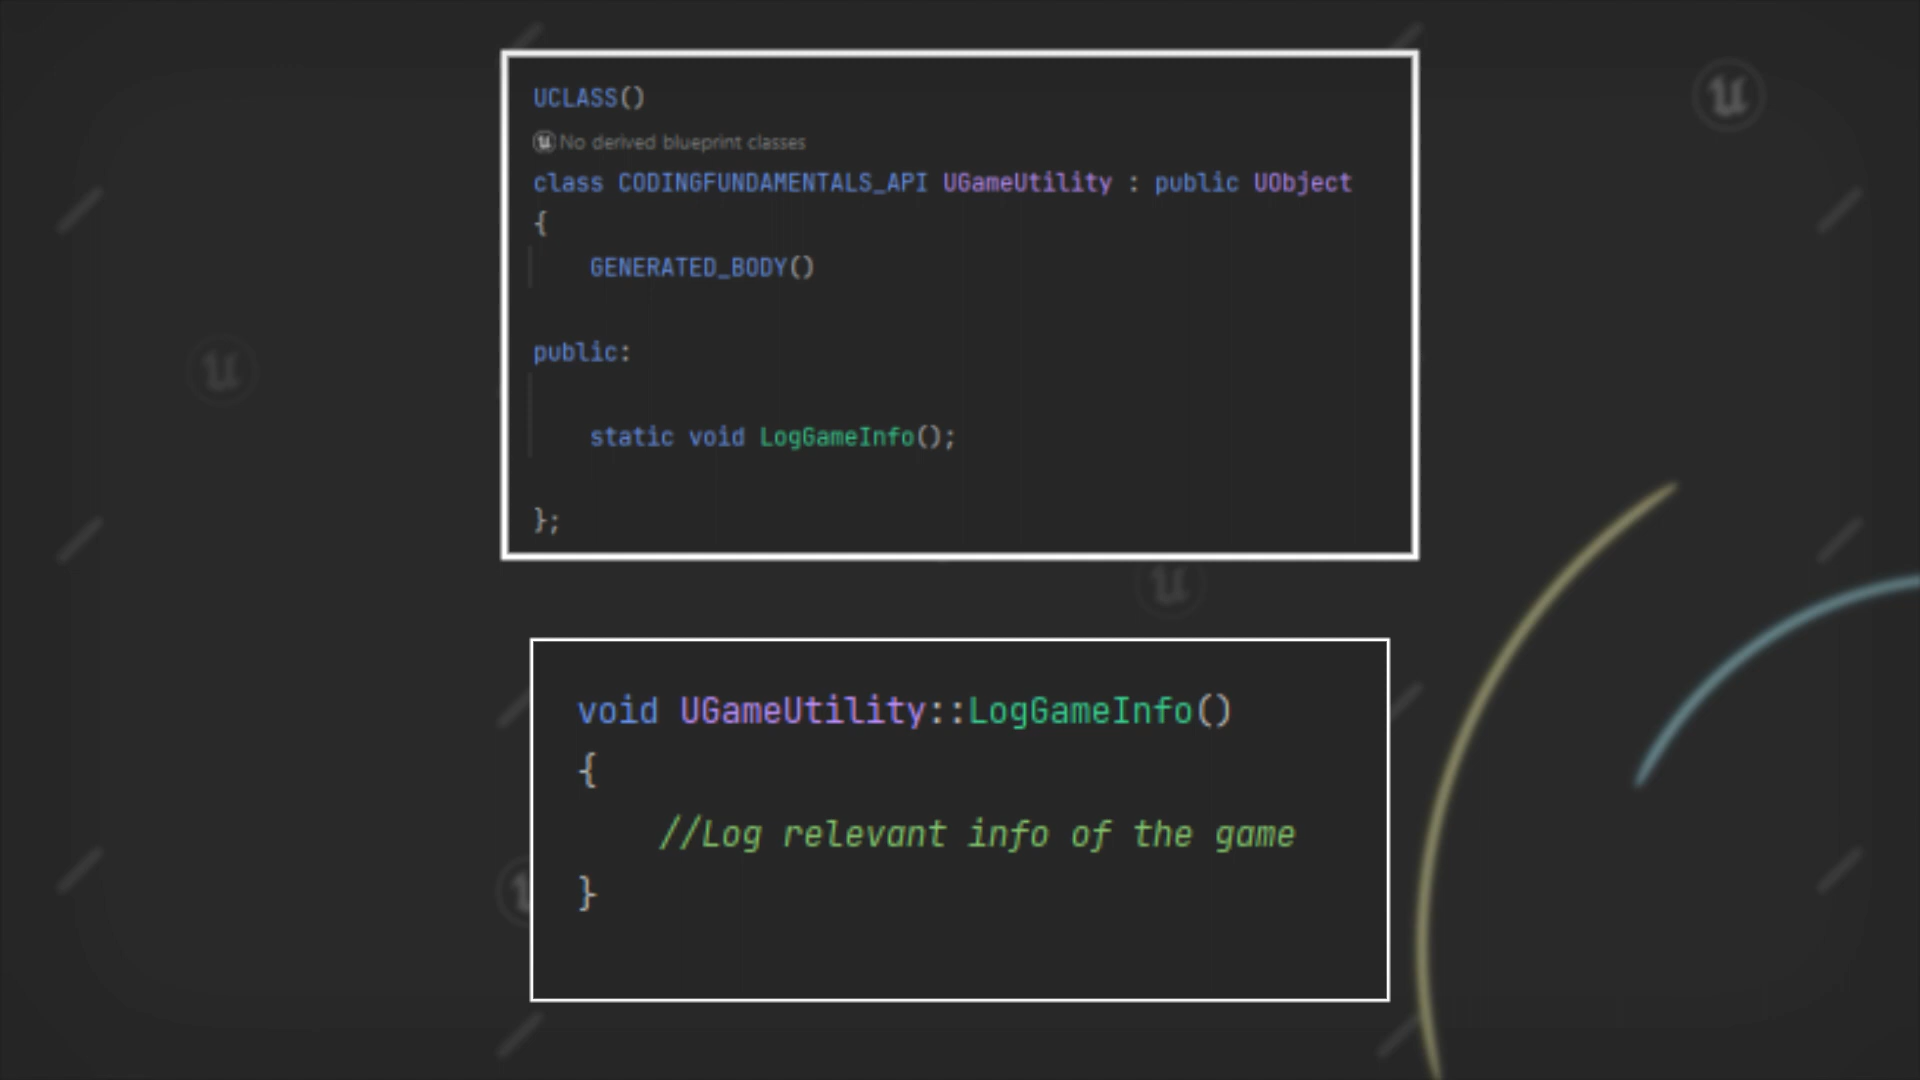 UCLASS()
No derived blueprint classes
class CODINGFUNDAMENTALS_API UGameUtility : public UObject
{
GENERATED_BODY()
public:
static void LogGameInfo();
};
void UGameUtility::LogGameInfo()
{
//Log relevant info of the game
}